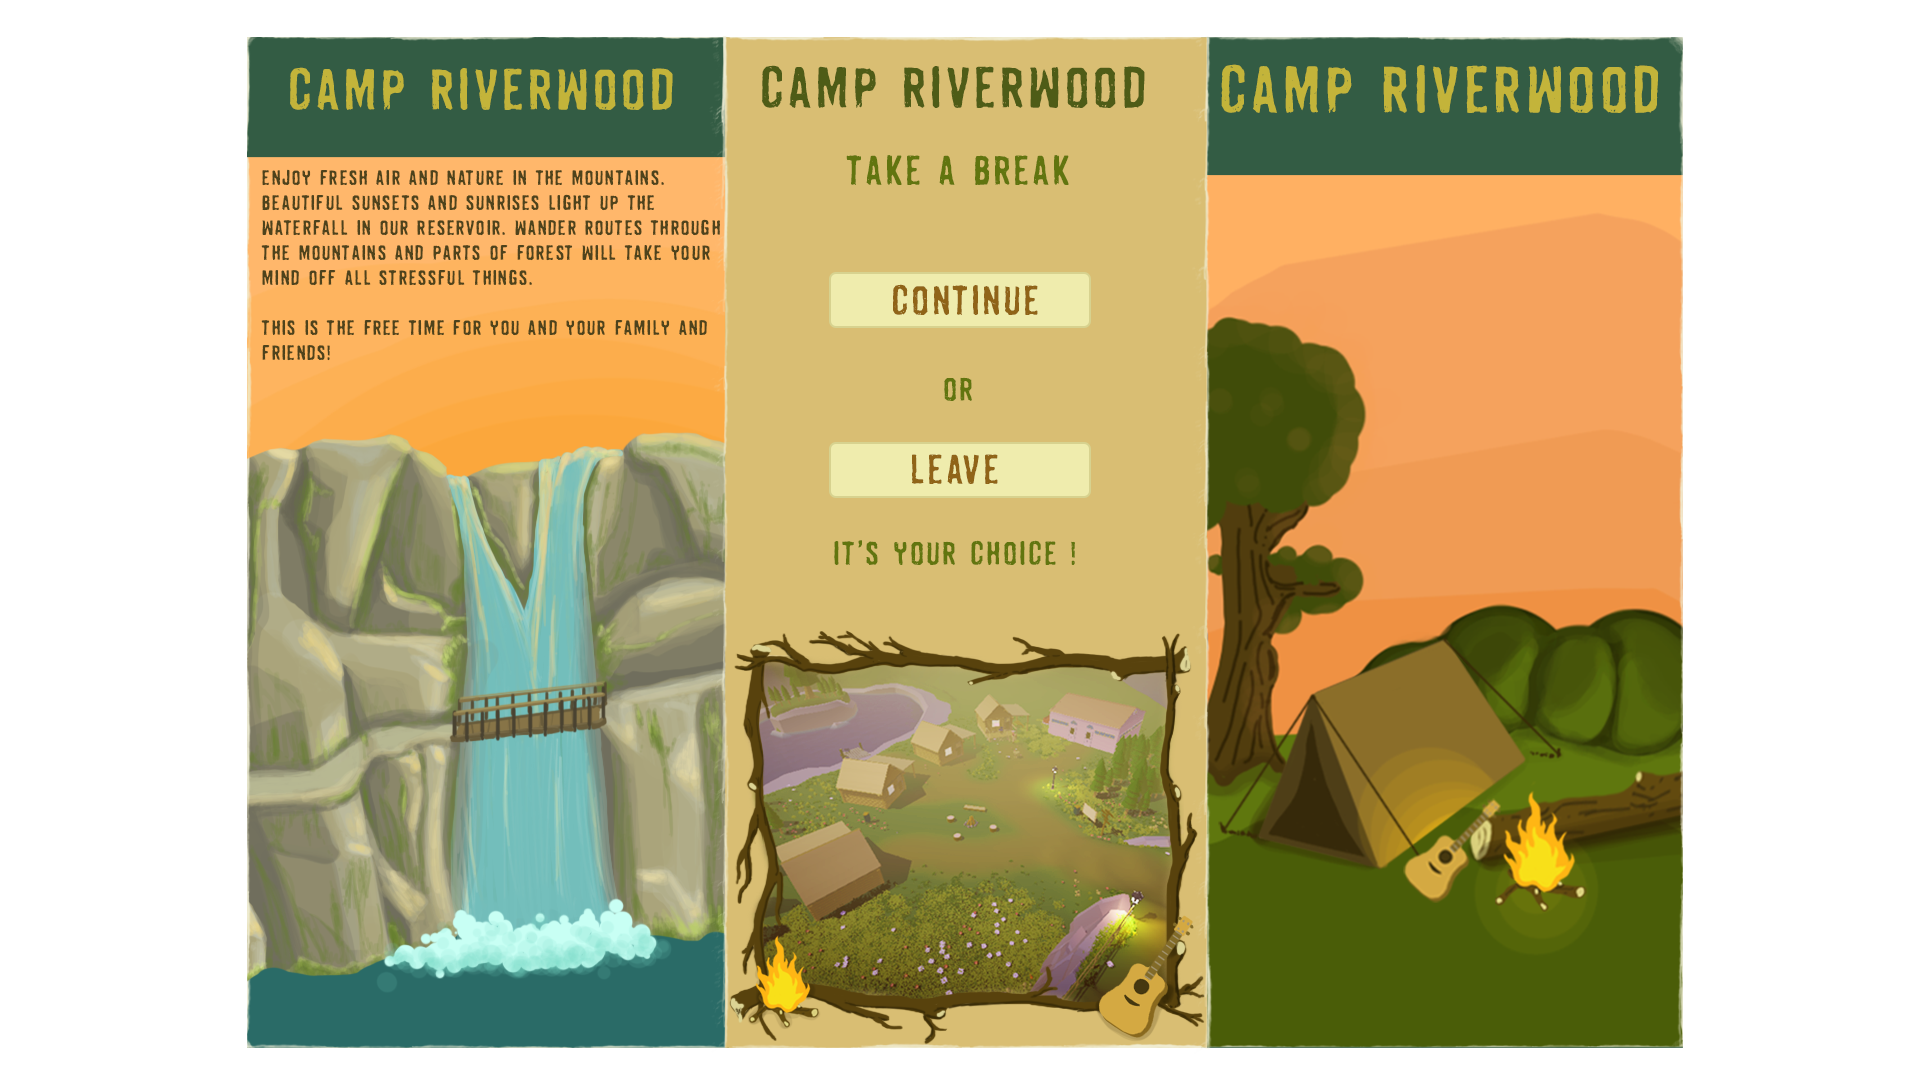 CAMP RIVERWOOD
ENJOY FRESH AIR AND NATURE IN THE MOUNTAINS.
BEAUTIFUL SUNSETS AND SUNRISES LIGHT UP THE
WATERFALL IN OUR RESERVOIR. WANDER ROUTES THROUGH
THE MOUNTAINS AND PARTS OF FOREST WILL TAKE YOUR
MIND OFF ALL STRESSFUL THINGS.
THIS IS THE FREE TIME FOR YOU AND YOUR FAMILY AND
FRIENDS!
CAMP RIVERWOOD
TAKE A BREAK
CONTINUE
OR
LEAVE
IT'S YOUR CHOICE !
CAMP RIVERWOOD